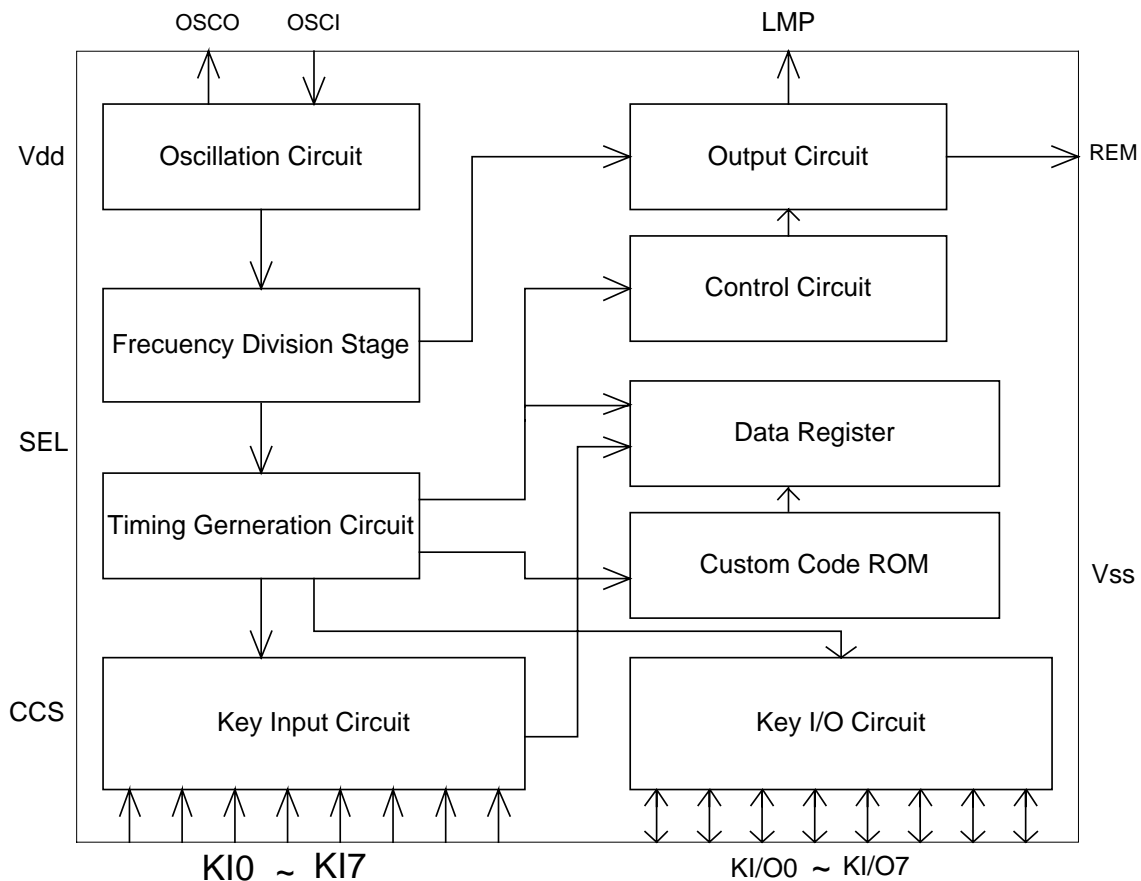 OSCO OSCI LMP
Vdd Oscillation Circuit Output Circuit REM
Control Circuit
Frecuency Division Stage
SEL Data Register
Timing Gerneration Circuit
Custom Code ROM Vss
CCS Key Input Circuit Key I/O Circuit
KI0 ~ KI7 KI/O0 ~ KI/O7